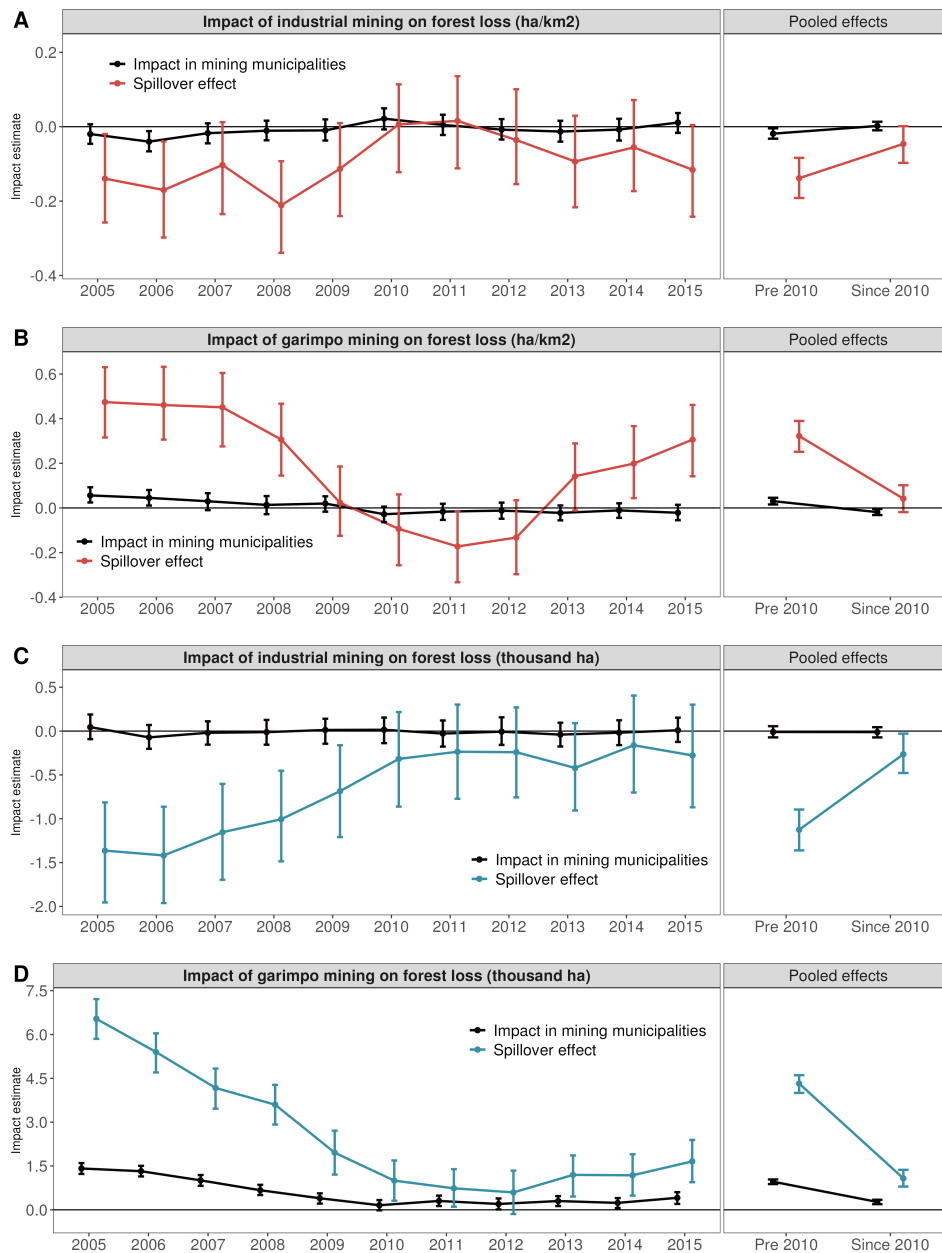 A
Impact of industrial mining on forest loss (ha/km2)
Pooled effects
Impact estimate
0.2
0.0
-0.2
-0.4
Impact in mining municipalities
Spillover effect
2005 2006 2007 2008 2009 2010 2011 2012 2013 2014 2015
Pre 2010 Since 2010
B
Impact of garimpo mining on forest loss (ha/km2)
Pooled effects
Impact estimate
0.6
0.4
0.2
0.0
-0.2
-0.4
Impact in mining municipalities
Spillover effect
2005 2006 2007 2008 2009 2010 2011 2012 2013 2014 2015
Pre 2010 Since 2010
C
Impact of industrial mining on forest loss (thousand ha)
Pooled effects
Impact estimate
0.5
0.0
-0.5
-1.0
-1.5
-2.0
Impact in mining municipalities
Spillover effect
2005 2006 2007 2008 2009 2010 2011 2012 2013 2014 2015
Pre 2010 Since 2010
D
Impact of garimpo mining on forest loss (thousand ha)
Pooled effects
Impact estimate
7.5
6.0
4.5
3.0
1.5
0.0
Impact in mining municipalities
Spillover effect
2005 2006 2007 2008 2009 2010 2011 2012 2013 2014 2015
Pre 2010 Since 2010